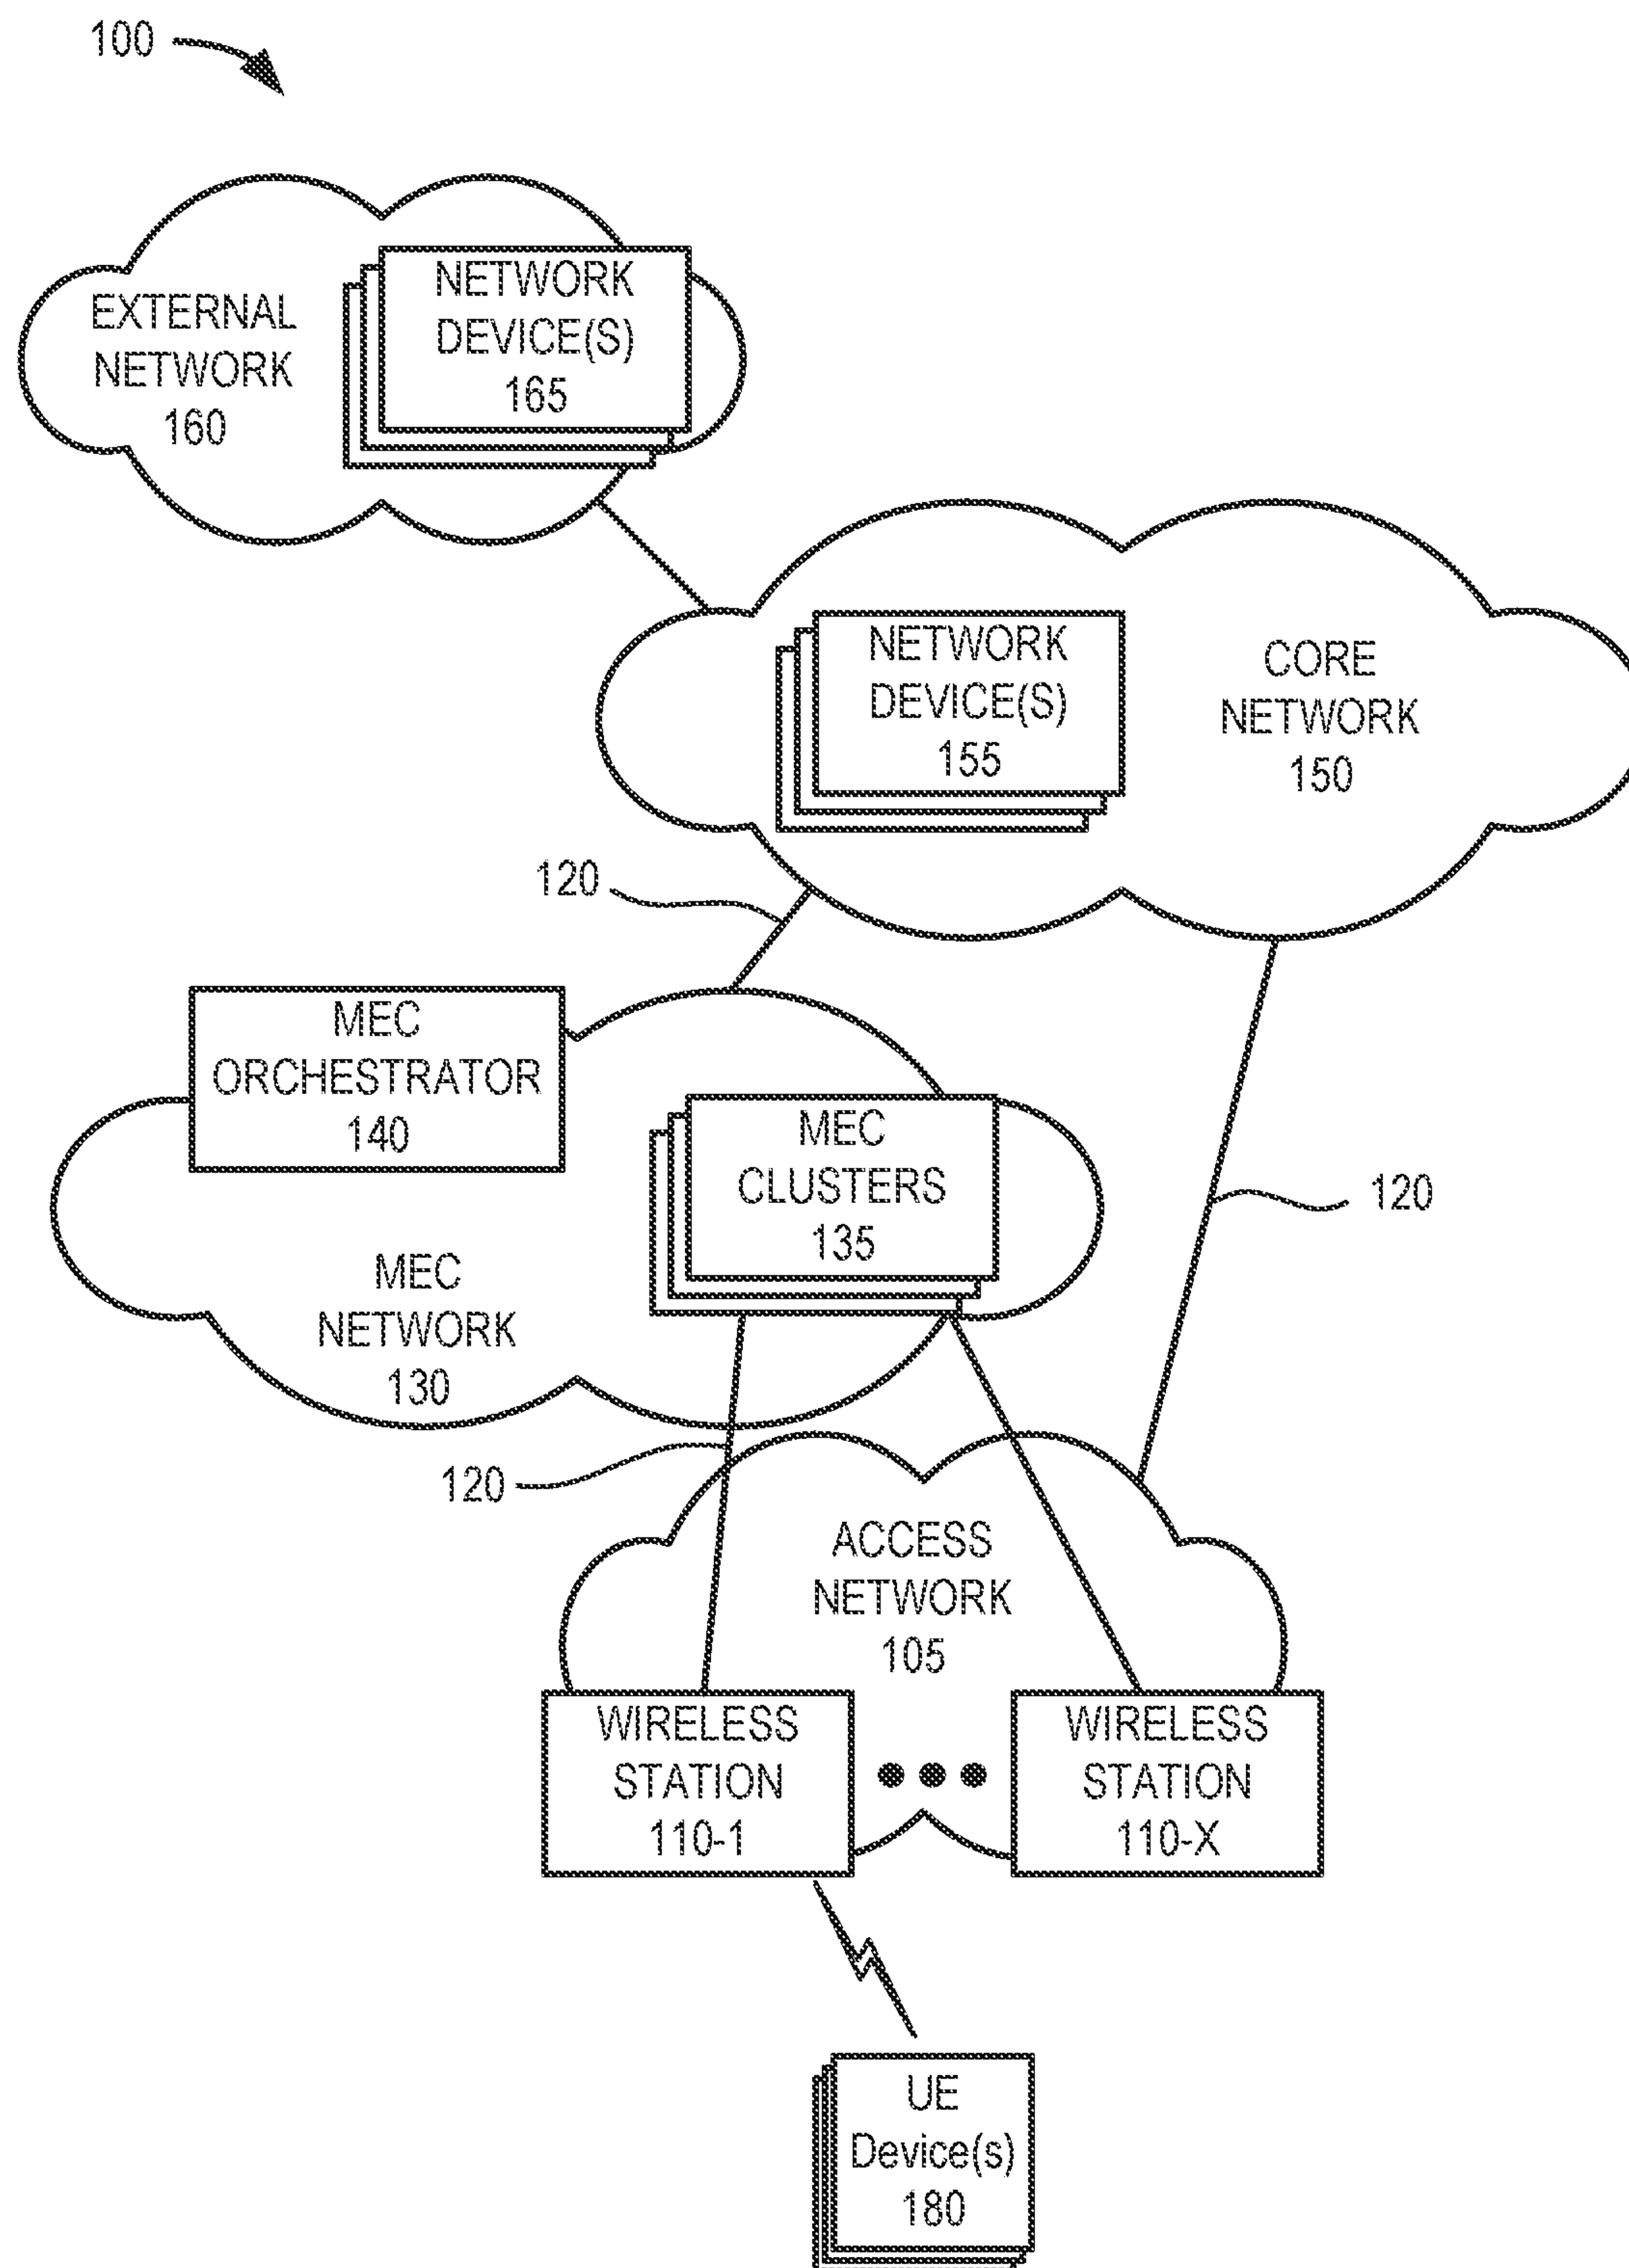 100
EXTERNAL
NETWORK
160
NETWORK
DEVICE(S)
165
NETWORK
DEVICE(S)
155
CORE
NETWORK
150
120
MEC
ORCHESTRATOR
140
MEC
CLUSTERS
135
120
MEC
NETWORK
130
120
ACCESS
NETWORK
105
WIRELESS
STATION
110-1
WIRELESS
STATION
110-X
UE
Device(s)
180